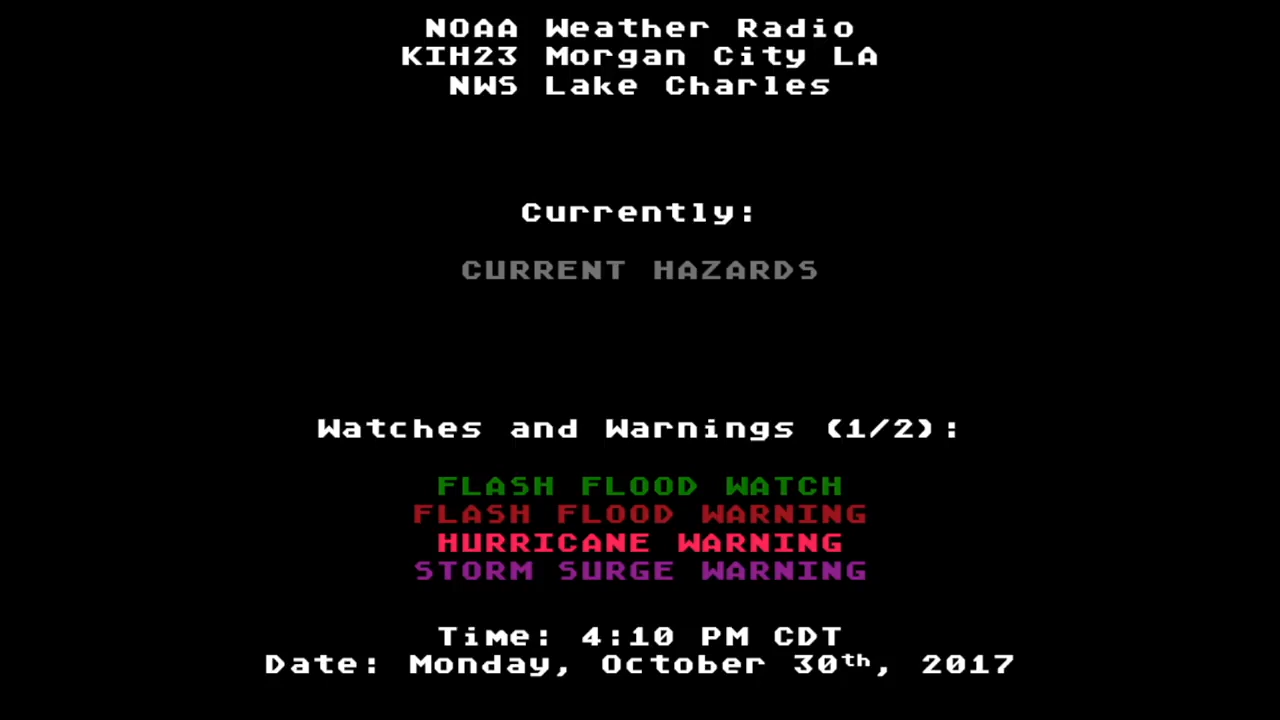 NOAA Weather Radio
KIH23 Morgan City LA
NWS Lake Charles
Currently:
CURRENT HAZARDS
Watches and Warnings (1/2):
FLASH FLOOD WATCH
FLASH FLOOD WARNING
HURRICANE WARNING
STORM SURGE WARNING
Time: 4:10 PM CDT
Date: Monday, October 30th, 2017